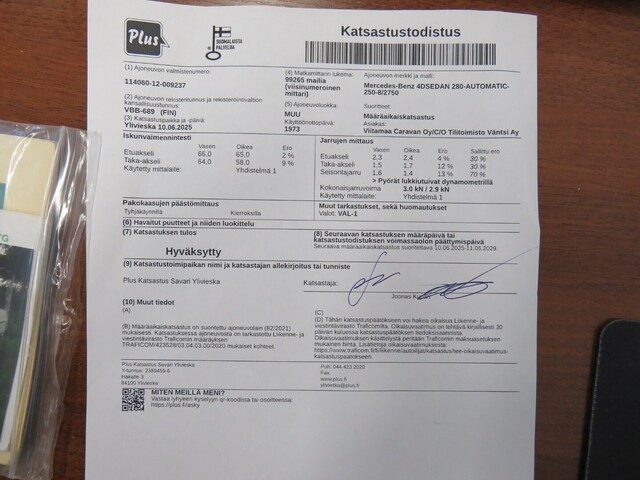 Plus
SUOMALAISTA
PALVELUA
Katsastustodistus
(1) Ajoneuvon valmistenumero
114060-12-009237
(2) Ajoneuvon rekisteritunnus ja rekisteröintivaltion
kansallisuustunnus:
VBB-689 (FIN)
(3) Katsastuspaikka ja -päivä:
Ylivieska 10.06.2025
(4) Matkamittarin lukema:
99265 mailia
(viisinumeroinen
mittari)
(5) Ajoneuvoluokka:
MUU
Käyttöönottopäivä:
1973
Ajoneuvon merkki ja malli:
Mercedes-Benz 4DSEDAN 280-AUTOMATIC-
250-8/2750
Suoritteet:
Määräaikaiskatsastus
Asiakas:
Viitamaa Caravan Oy/C/O Tilitoimisto Väntsi Ay
Iskunvaimennintesti
Vasen Oikea Ero
Etuakseli 66,0 65,0 2 %
Taka-akseli 64,0 58,0 9 %
Käytetty mittalaite: Yhdistelmä 1
Jarrujen mittaus
Vasen Oikea Ero Sallittu ero
Etuakseli 2,3 2,4 4% 30 %
Taka-akseli 1,5 1,7 12% 30 %
Seisontajarru 1,6 1,4 13 % 70 %
> Pyörät lukkiutuivat dynamometrillä
Kokonaisjarruvoima 3.0 kN / 2.9 kN
Käytetty mittalaite: Yhdistelmä 1
Pakokaasujen päästömittaus
Tyhjäkäynnillä Kierroksilla
Muut tarkastukset, sekä huomautukset
Valot: VAL-1
(6) Havaitut puutteet ja niiden luokittelu
(7) Katsastuksen tulos
Hyväksytty
(8) Seuraavan katsastuksen määräpäivä tai
katsastustodistuksen voimassaolon päättymispäivä
Seuraava määräaikaiskatsastus suoritettava 10.06.2025-11.06.2029.
(9) Katsastustoimipaikan nimi ja katsastajan allekirjoitus tai tunniste
Plus Katsastus Savari Ylivieska
Katsastaja:
Joonas
(10) Muut tiedot
(A)
(B) Määräaikaiskatsastus on suoritettu ajoneuvolain (82/2021)
mukaisesti. Katsastuksessa ajoneuvosta on tarkastettu Liikenne- ja
viestintävirasto Traficomin määräyksen
TRAFICOM/423528/03.04.03.00/2020 mukaiset kohteet.
(C)
(D) Tähän katsastuspäätökseen voi hakea oikaisua Liikenne- ja
viestintävirasto Traficomilta. Oikaisuvaatimus on tehtävä kirjallisesti 30
päivän kuluessa katsastuspäätöksen tiedoksisaannista.
Oikaisuvaatimuksen käsittelystä peritään Traficomin maksuasetuksen
mukainen hinta. Lisätietoja oikaisuvaatimuksesta:
https://www.traficom.fi/fi/liikenne/autoilijat/tee-oikaisuvaatimus-
katsastuspaatokseen
Plus Katsastus Savari Ylivieska
Y-tunnus: 2389456-6
Hakalie 3
84100 Ylivieska
Puh: 044 423 2020
Fax:
www.plus.fi
ylivieska@plus.fi
MITEN MEILLÄ MENI?
Vastaa lyhyeen kyselyyn qr-koodista tai osoitteessa:
https://plus.fi/asky